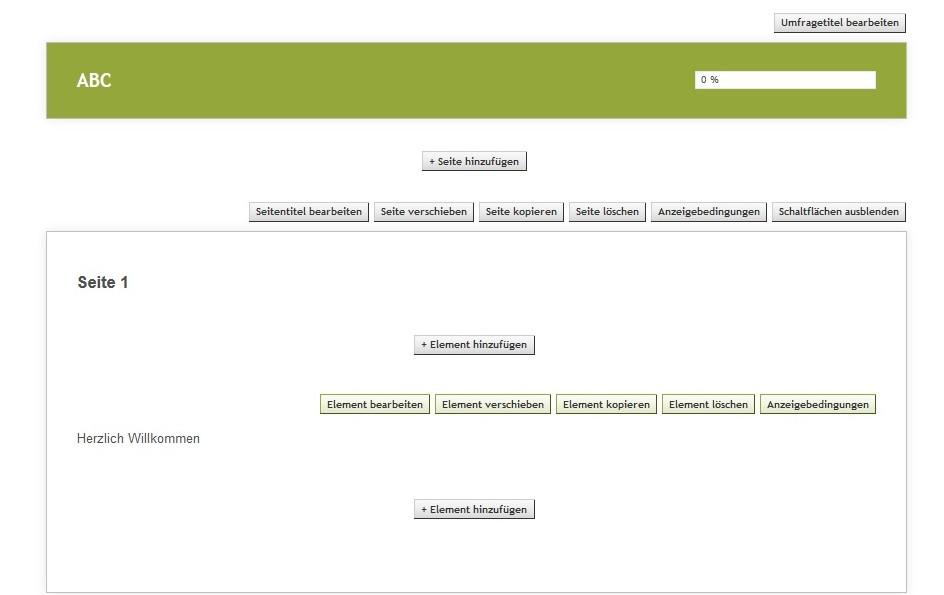 Umfragetitel bearbeiten
ABC
0 %
+ Seite hinzufügen
Seitentitel bearbeiten Seite verschieben Seite kopieren Seite löschen Anzeigebedingungen Schaltflächen ausblenden
Seite 1
+ Element hinzufügen
Element bearbeiten Element verschieben Element kopieren Element löschen Anzeigebedingungen
Herzlich Willkommen
+ Element hinzufügen